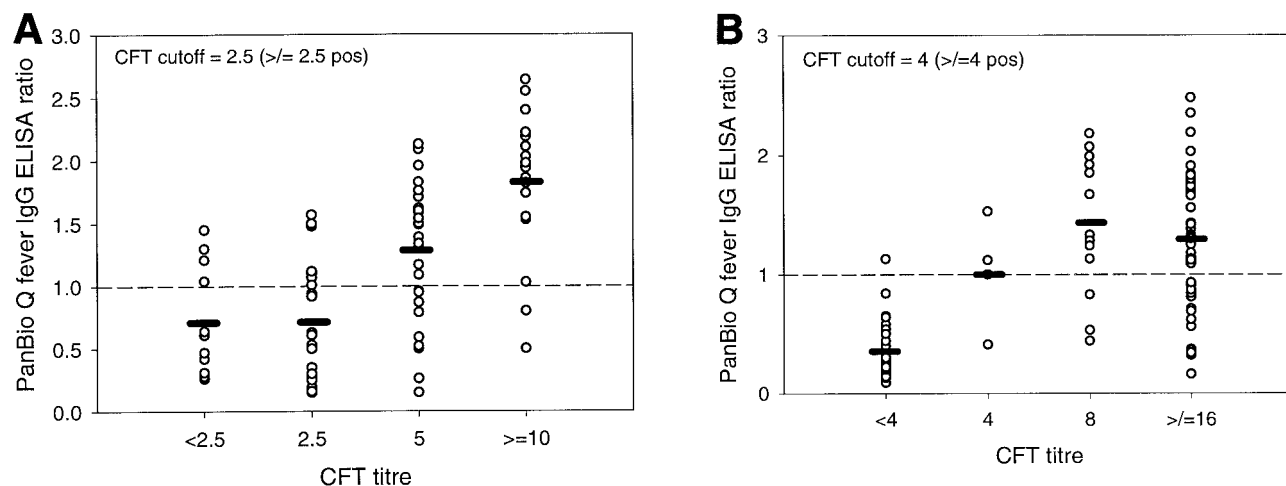 A
CFT cutoff = 2.5 (>/= 2.5 pos)
PanBio Q fever IgG ELISA ratio
3.0
2.5
2.0
1.5
1.0
0.5
0.0
<2.5
2.5
5
>=10
CFT titre
B
CFT cutoff = 4 (>/=4 pos)
PanBio Q fever IgG ELISA ratio
3
2
1
0
<4
4
8
>/=16
CFT titre